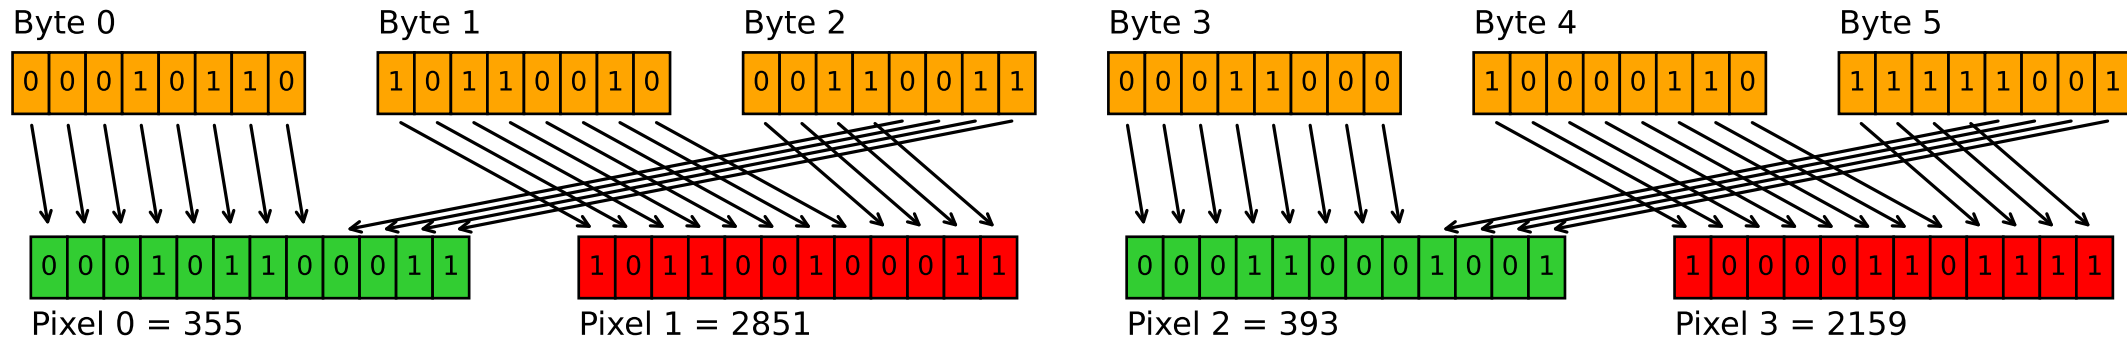 Byte 0 Byte 1 Byte 2 Byte 3 Byte 4 Byte 5
0 0 0 1 0 1 1 0 1 0 1 1 0 0 1 0 0 0 1 1 0 0 1 1 0 0 0 1 1 0 0 0 1 0 0 0 0 1 1 0 1 1 1 1 1 0 0 1
0 0 0 1 0 1 1 0 0 0 1 1 1 0 1 1 0 0 1 0 0 0 1 1 0 0 0 1 1 0 0 0 1 0 0 1 1 0 0 0 0 1 1 0 1 1 1 1
Pixel 0 = 355 Pixel 1 = 2851 Pixel 2 = 393 Pixel 3 = 2159